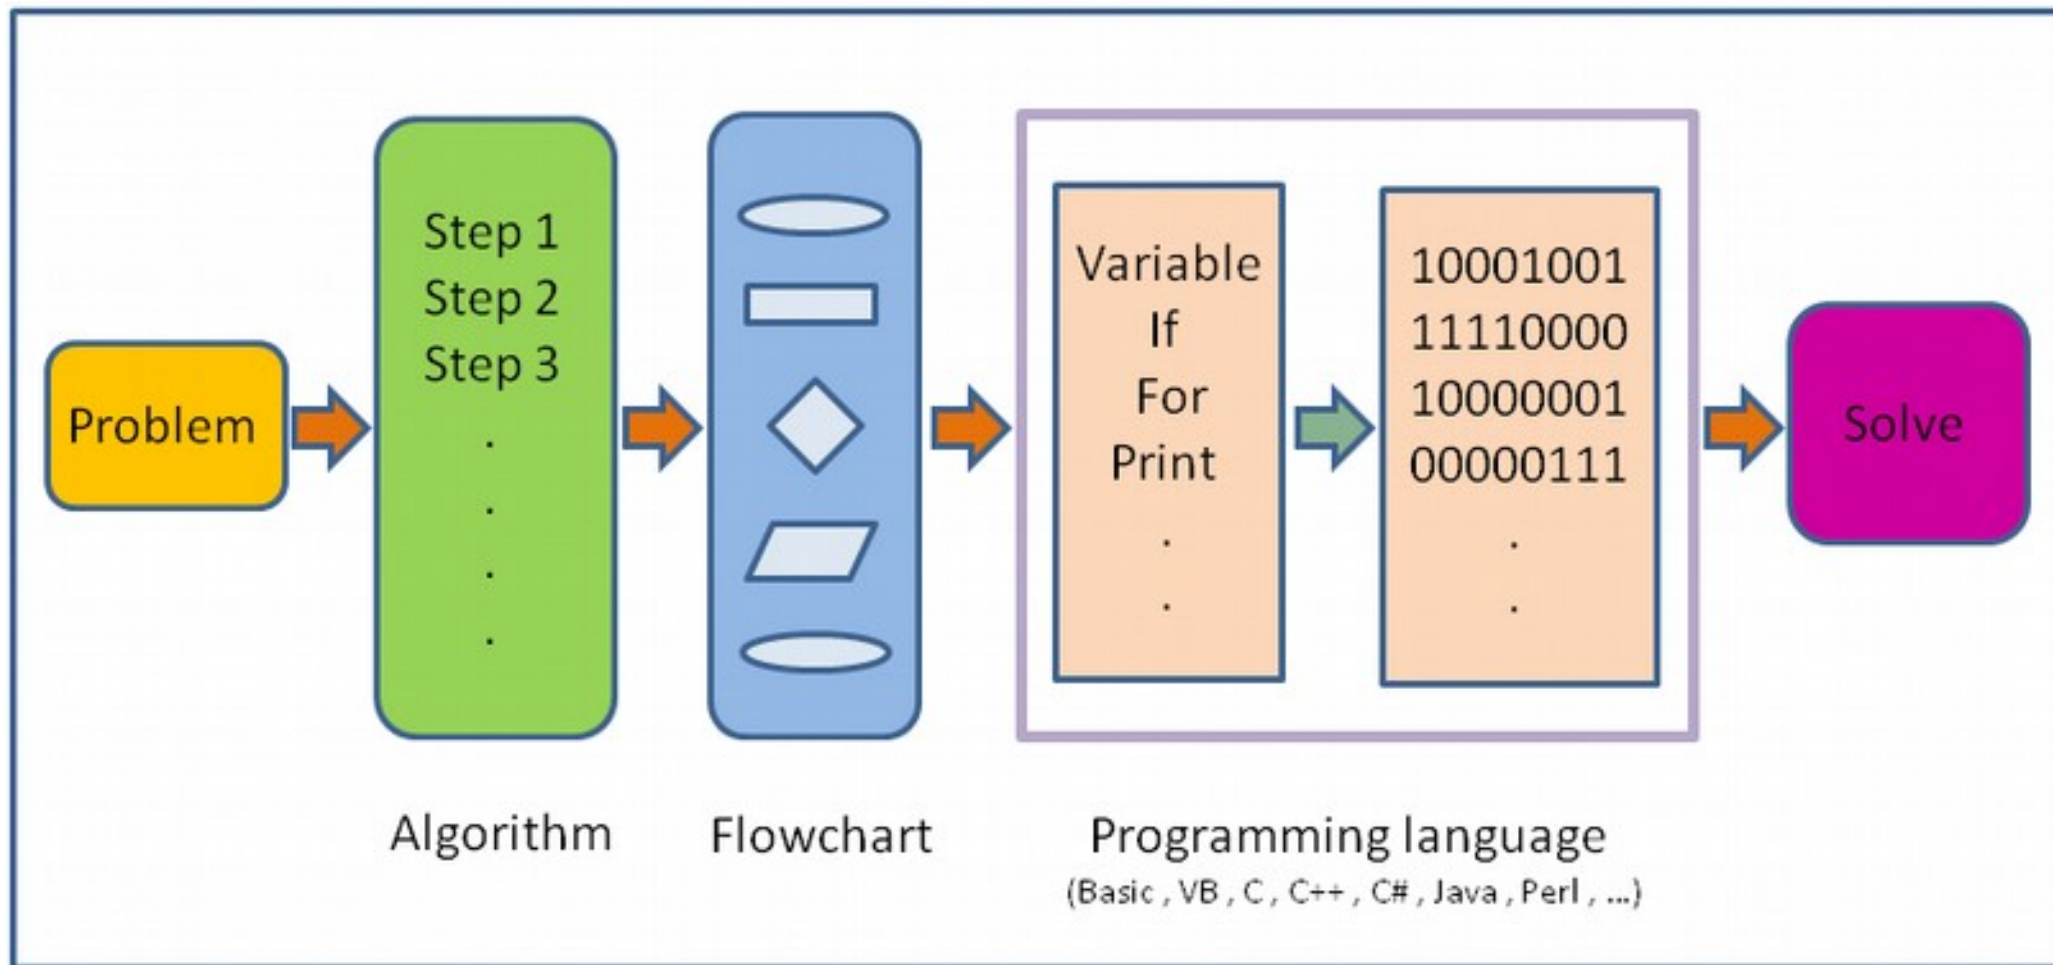 Problem
Step 1
Step 2
Step 3
.
.
.
.
Algorithm
Flowchart
Variable
If
For
Print
.
.
10001001
11110000
10000001
00000111
.
.
Programming language
(Basic , VB , C , C++ , C# , Java , Perl , ...)
Solve